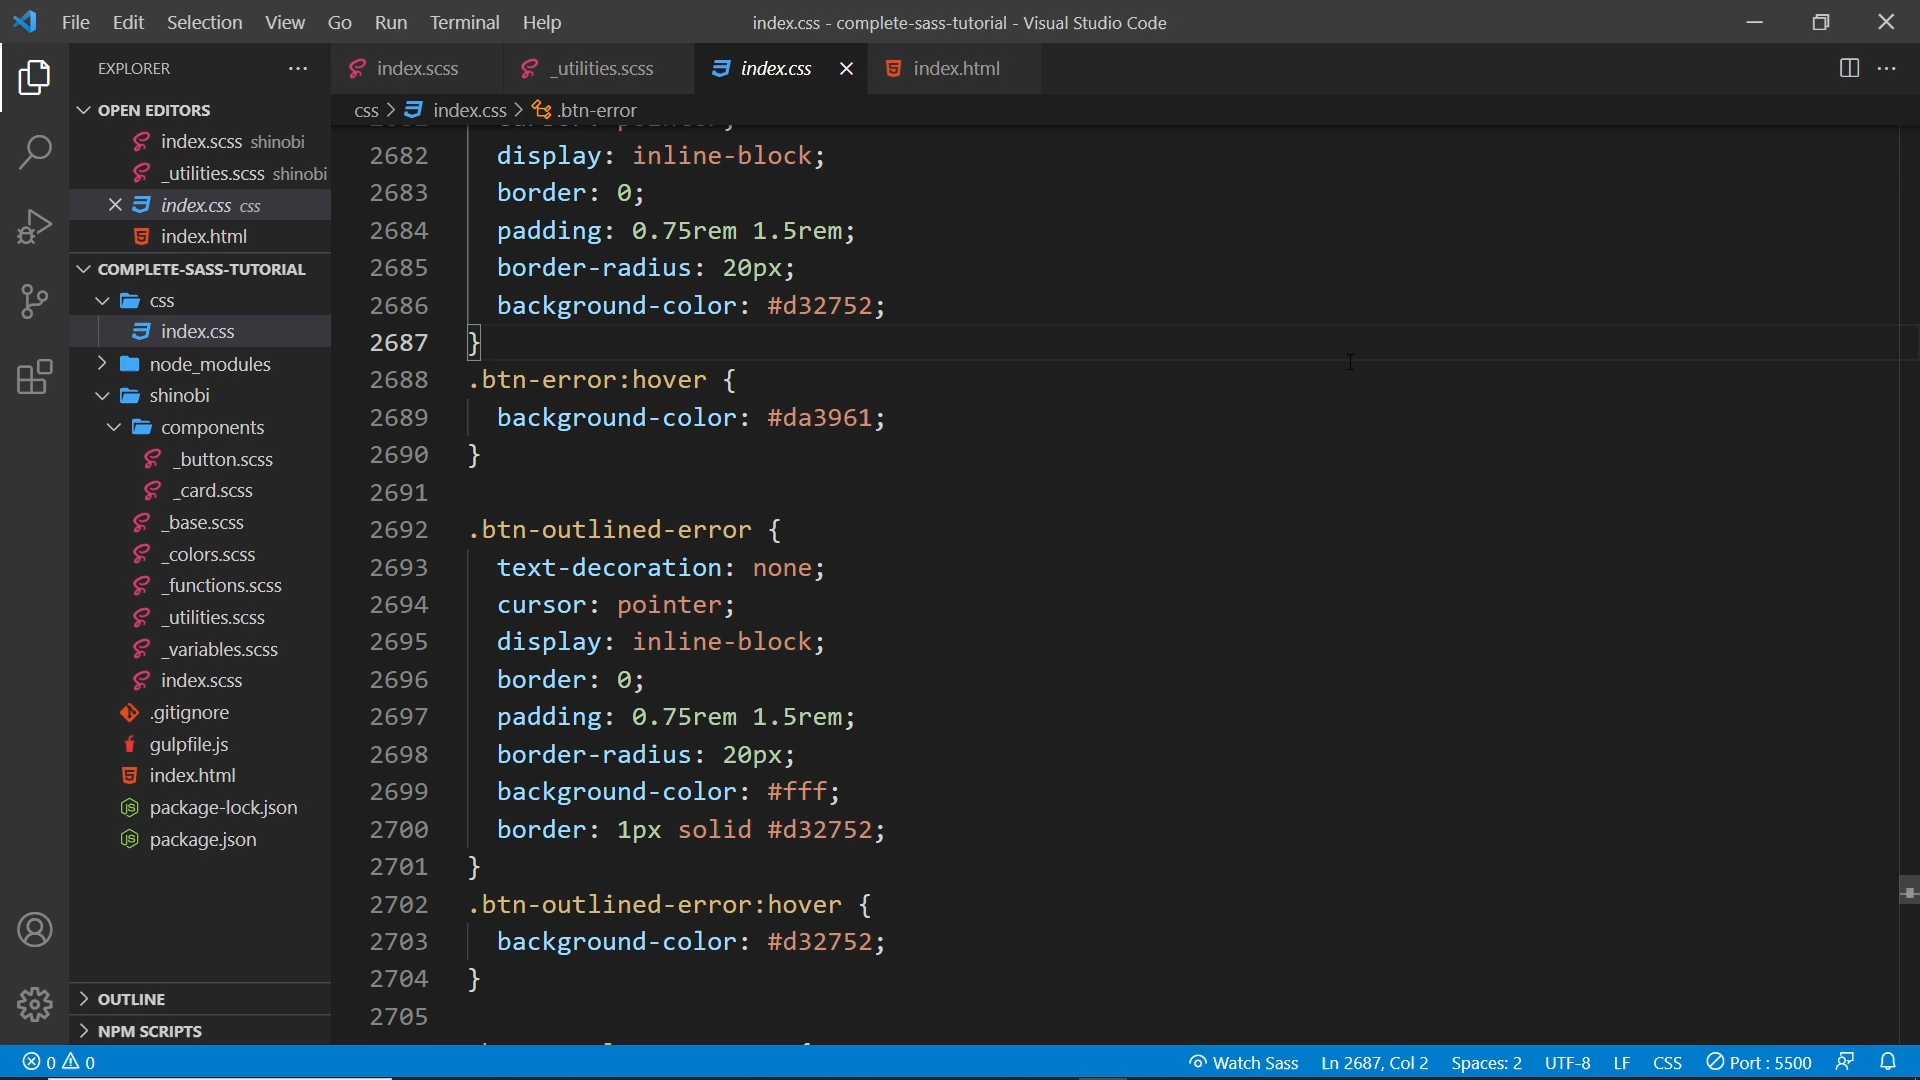 File Edit Selection View Go Run Terminal Help
index.css - complete-sass-tutorial - Visual Studio Code
EXPLORER
OPEN EDITORS
index.scss shinobi
_utilities.scss shinobi
index.css css
index.html
COMPLETE-SASS-TUTORIAL
css
index.css
node_modules
shinobi
components
_button.scss
_card.scss
_base.scss
_colors.scss
_functions.scss
_utilities.scss
_variables.scss
index.scss
.gitignore
gulpfile.js
index.html
package-lock.json
package.json
OUTLINE
NPM SCRIPTS
index.scss _utilities.scss index.css index.html
css > index.css > .btn-error
2682 display: inline-block;
2683 border: 0;
2684 padding: 0.75rem 1.5rem;
2685 border-radius: 20px;
2686 background-color: #d32752;
2687 }
2688 .btn-error:hover {
2689 background-color: #da3961;
2690 }
2691
2692 .btn-outlined-error {
2693 text-decoration: none;
2694 cursor: pointer;
2695 display: inline-block;
2696 border: 0;
2697 padding: 0.75rem 1.5rem;
2698 border-radius: 20px;
2699 background-color: #fff;
2700 border: 1px solid #d32752;
2701 }
2702 .btn-outlined-error:hover {
2703 background-color: #d32752;
2704 }
2705
0 0 Watch Sass Ln 2687, Col 2 Spaces: 2 UTF-8 LF CSS Port : 5500